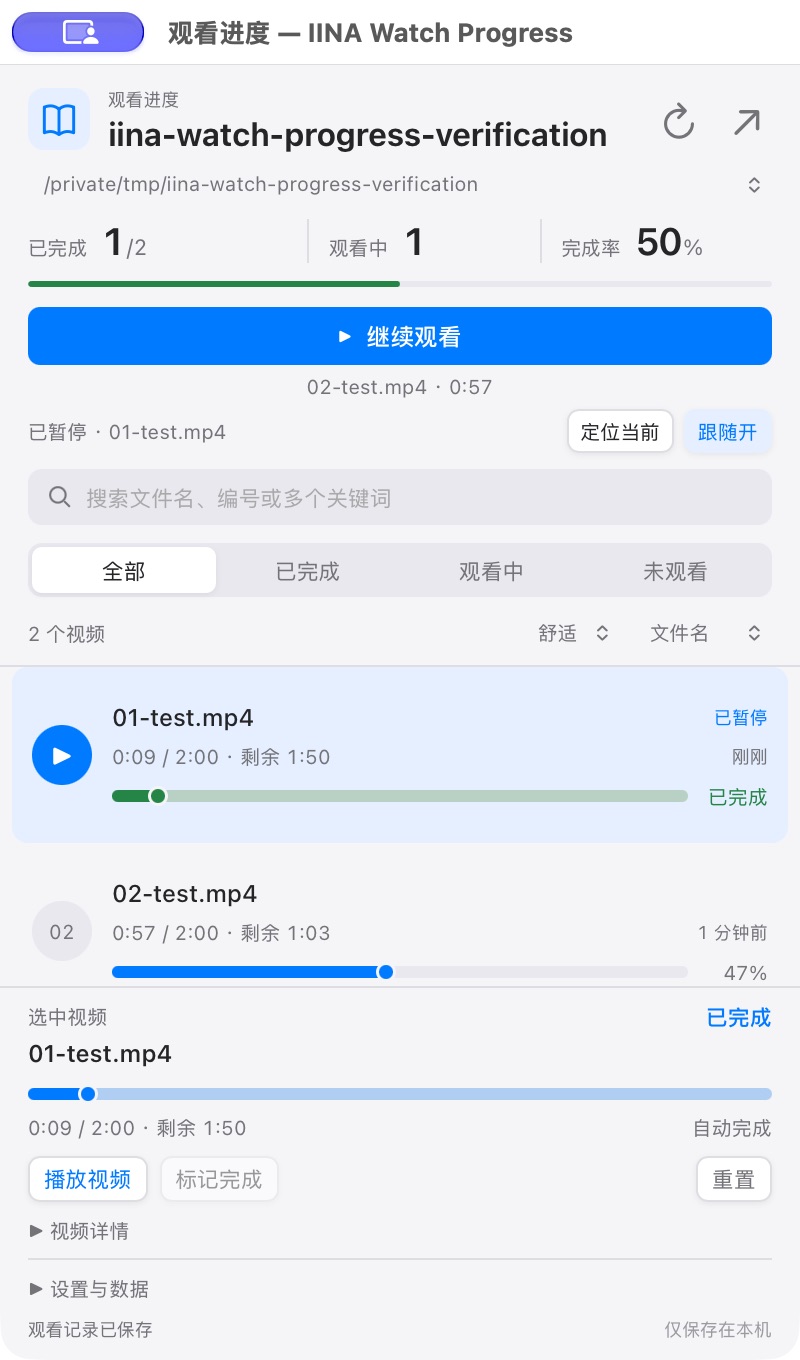 观看进度 — IINA Watch Progress
观看进度
iina-watch-progress-verification
/private/tmp/iina-watch-progress-verification
已完成 1/2 观看中 1 完成率 50%
继续观看
02-test.mp4 · 0:57
已暂停 · 01-test.mp4 定位当前 跟随开
搜索文件名、编号或多个关键词
全部 已完成 观看中 未观看
2 个视频 舒适 文件名
01-test.mp4 已暂停
0:09 / 2:00 · 剩余 1:50 刚刚
已完成
02-test.mp4
02 0:57 / 2:00 · 剩余 1:03 1 分钟前
47%
选中视频 已完成
01-test.mp4
0:09 / 2:00 · 剩余 1:50 自动完成
播放视频 标记完成 重置
视频详情
设置与数据
观看记录已保存 仅保存在本机